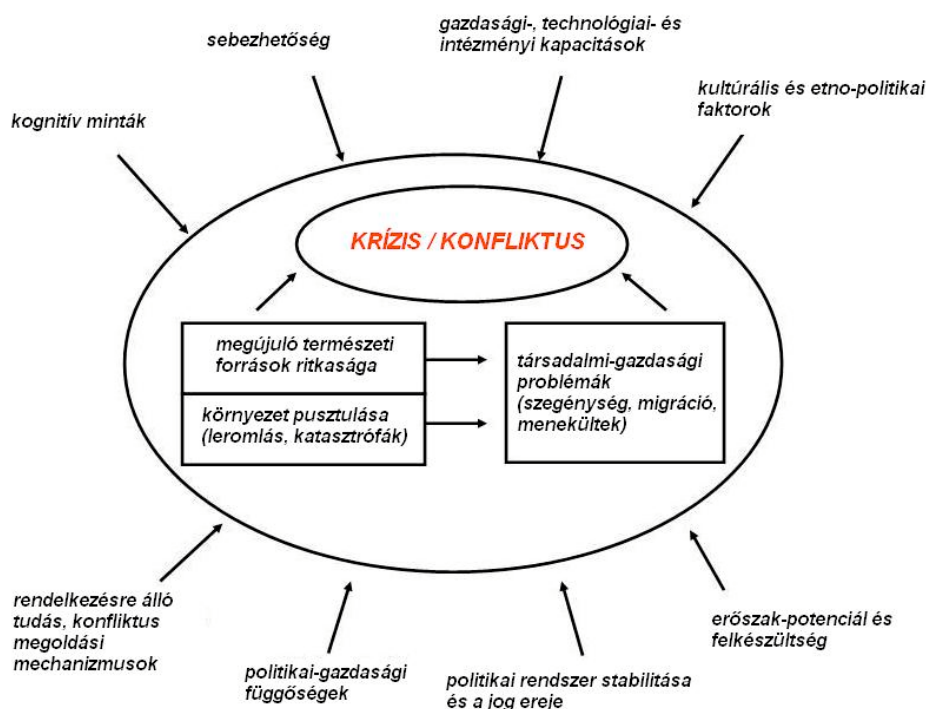 sebezhetőség
gazdasági-, technológiai- és
intézményi kapacitások
kultúrális és etno-politikai
faktorok
kognitív minták
KRÍZIS / KONFLIKTUS
megújuló természeti
források ritkasága
környezet pusztulása
(leromlás, katasztrófák)
társadalmi-gazdasági
problémák
(szegénység, migráció,
menekültek)
rendelkezésre álló
tudás, konfliktus
megoldási
mechanizmusok
politikai-gazdasági
függőségek
politikai rendszer stabilitása
és a jog ereje
erőszak-potenciál és
felkészültség